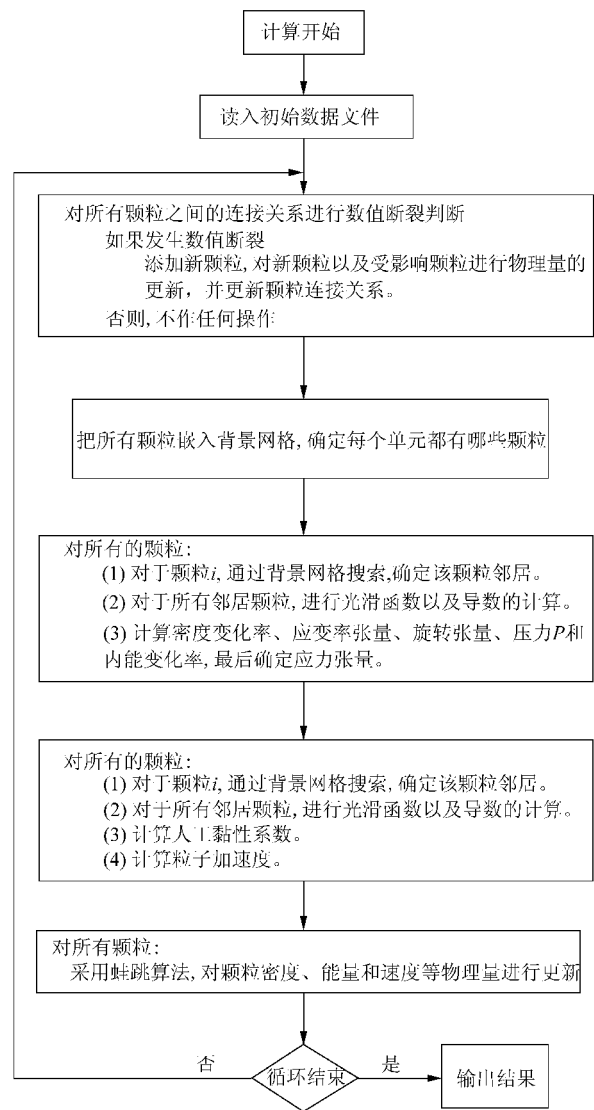 计算开始
读入初始数据文件
对所有颗粒之间的连接关系进行数值断裂判断
如果发生数值断裂
添加新颗粒,对新颗粒以及受影响颗粒进行物理量的
更新，并更新颗粒连接关系。
否则,不作任何操作
把所有颗粒嵌入背景网格,确定每个单元都有哪些颗粒
对所有的颗粒:
(1) 对于颗粒i,通过背景网格搜索,确定该颗粒邻居。
(2) 对于所有邻居颗粒,进行光滑函数以及导数的计算。
(3) 计算密度变化率、应变率张量、旋转张量、压力P和
内能变化率,最后确定应力张量。
对所有的颗粒:
(1) 对于颗粒i,通过背景网格搜索,确定该颗粒邻居。
(2) 对于所有邻居颗粒,进行光滑函数以及导数的计算。
(3) 计算人工黏性系数。
(4) 计算粒子加速度。
对所有颗粒:
采用蛙跳算法,对颗粒密度、能量和速度等物理量进行更新
否
循环结束
是
输出结果